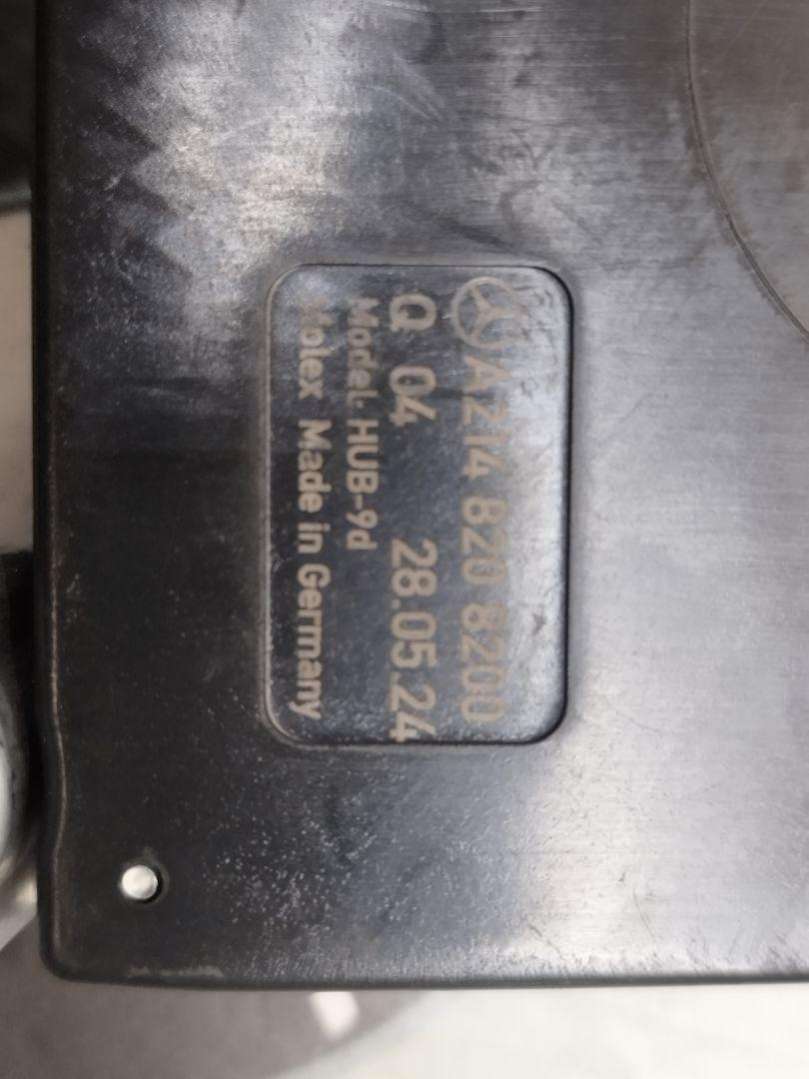 A214 820 8200
Q 04 28.05.24
Model: HUB-9d
Molex Made in Germany